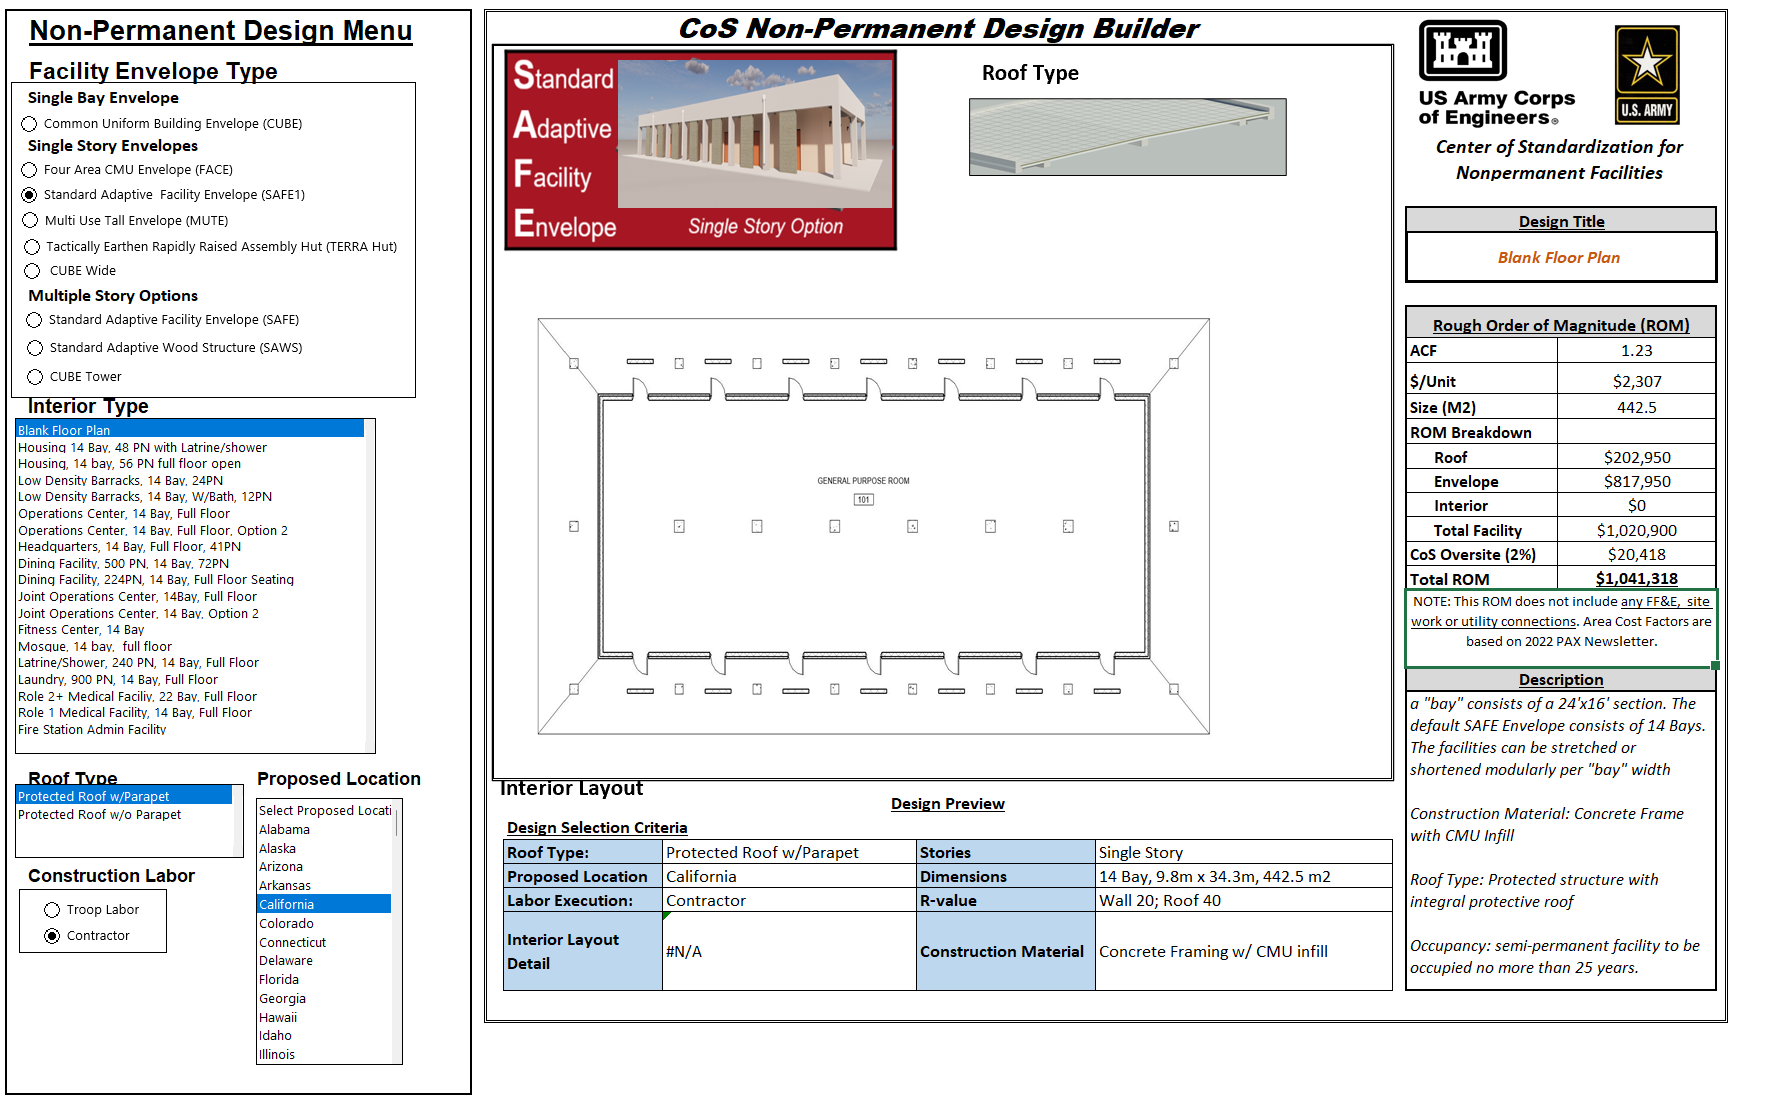 Non-Permanent Design Menu
Facility Envelope Type
Single Bay Envelope
Common Uniform Building Envelope (CUBE)
Single Story Envelopes
Four Area CMU Envelope (FACE)
Standard Adaptive  Facility Envelope (SAFE1)
Multi Use Tall Envelope (MUTE)
Tactically Earthen Rapidly Raised Assembly Hut (TERRA Hut)
CUBE Wide
Multiple Story Options
Standard Adaptive Facility Envelope (SAFE)
Standard Adaptive Wood Structure (SAWS)
CUBE Tower
Interior Type
Blank Floor Plan
Housing 14 Bay, 48 PN with Latrine/shower
Housing, 14 bay, 56 PN full floor open
Low Density Barracks, 14 Bay, 24PN
Low Density Barracks, 14 Bay, W/Bath, 12PN
Operations Center, 14 Bay, Full Floor
Operations Center, 14 Bay, Full Floor, Option 2
Headquarters, 14 Bay, Full Floor, 41PN
Dining Facility, 500 PN, 14 Bay, 72PN
Dining Facility, 224PN, 14 Bay, Full Floor Seating
Joint Operations Center, 14Bay, Full Floor
Joint Operations Center, 14 Bay, Option 2
Fitness Center, 14 Bay
Mosque, 14 bay,  full floor
Latrine/Shower, 240 PN, 14 Bay, Full Floor
Laundry, 900 PN, 14 Bay, Full Floor
Role 2+ Medical Faciliy, 22 Bay, Full Floor
Role 1 Medical Facility, 14 Bay, Full Floor
Fire Station Admin Facility
Roof Type
Protected Roof w/Parapet
Protected Roof w/o Parapet
Construction Labor
Troop Labor
Contractor
Proposed Location
Select Proposed Locati
Alabama
Alaska
Arizona
Arkansas
California
Colorado
Connecticut
Delaware
Florida
Georgia
Hawaii
Idaho
Illinois
CoS Non-Permanent Design Builder
Standard
Adaptive
Facility
Envelope
Single Story Option
Roof Type
GENERAL PURPOSE ROOM
101
Interior Layout
Design Preview
Design Selection Criteria
Roof Type: Protected Roof w/Parapet Stories Single Story
Proposed Location California Dimensions 14 Bay, 9.8m x 34.3m, 442.5 m2
Labor Execution: Contractor R-value Wall 20; Roof 40
Interior Layout Detail #N/A Construction Material Concrete Framing w/ CMU infill
US Army Corps
of Engineers®
U.S. ARMY
Center of Standardization for
Nonpermanent Facilities
Design Title
Blank Floor Plan
Rough Order of Magnitude (ROM)
ACF 1.23
$/Unit $2,307
Size (M2) 442.5
ROM Breakdown
Roof $202,950
Envelope $817,950
Interior $0
Total Facility $1,020,900
CoS Oversite (2%) $20,418
Total ROM $1,041,318
NOTE: This ROM does not include any FF&E,  site
work or utility connections. Area Cost Factors are
based on 2022 PAX Newsletter.
Description
a "bay" consists of a 24'x16' section. The
default SAFE Envelope consists of 14 Bays.
The facilities can be stretched or
shortened modularly per "bay" width
Construction Material: Concrete Frame
with CMU Infill
Roof Type: Protected structure with
integral protective roof
Occupancy: semi-permanent facility to be
occupied no more than 25 years.